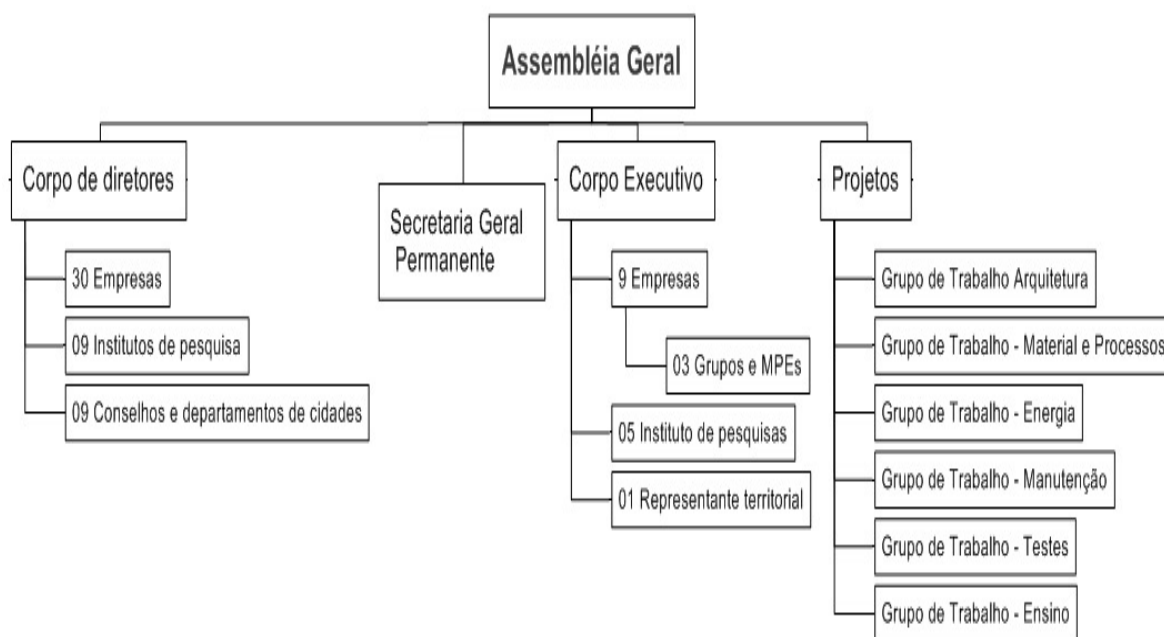 Assembléia Geral
Corpo de diretores
30 Empresas
09 Institutos de pesquisa
09 Conselhos e departamentos de cidades
Secretaria Geral
Permanente
Corpo Executivo
9 Empresas
03 Grupos e MPEs
05 Instituto de pesquisas
01 Representante territorial
Projetos
Grupo de Trabalho Arquitetura
Grupo de Trabalho - Material e Processos
Grupo de Trabalho - Energia
Grupo de Trabalho - Manutenção
Grupo de Trabalho - Testes
Grupo de Trabalho - Ensino